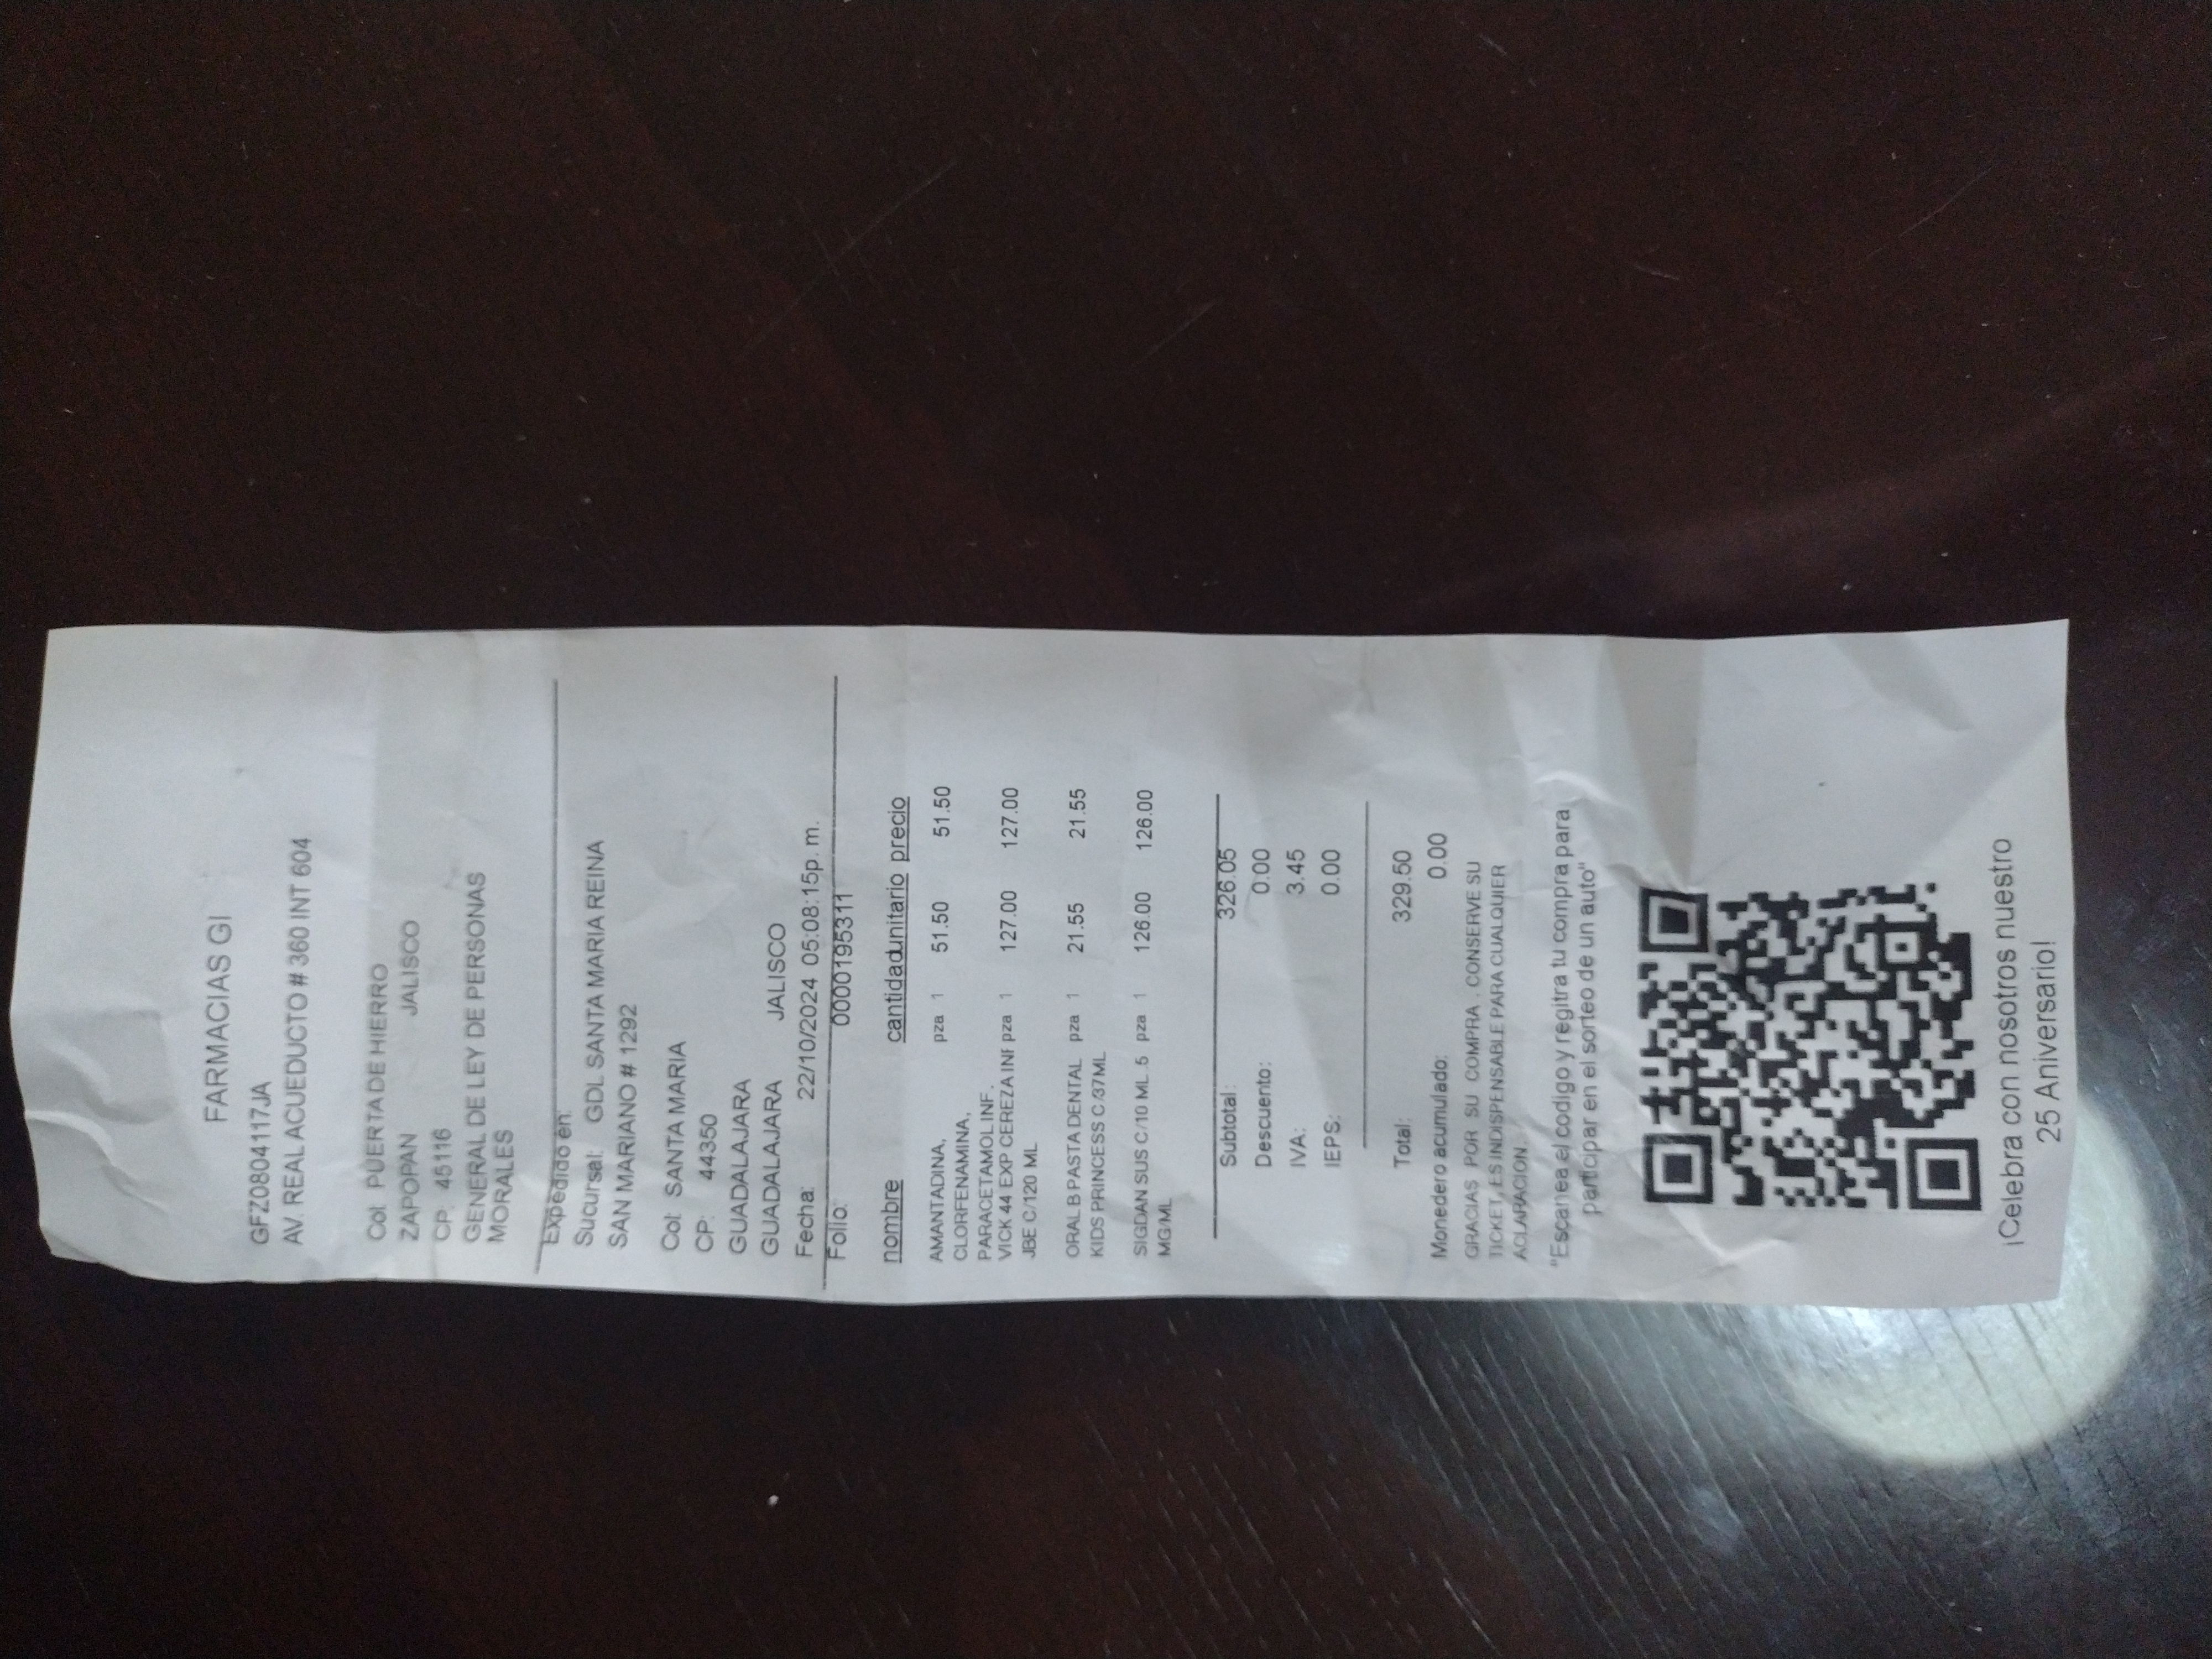 FARMACIAS GI
GFZ0804117JA
AV. REAL ACUEDUCTO # 360 INT 604
Col: PUERTA DE HIERRO
ZAPOPAN JALISCO
CP: 45116
GENERAL DE LEY DE PERSONAS
MORALES
Expedido en:
Sucursal: GDL SANTA MARIA REINA
SAN MARIANO # 1292
Col: SANTA MARIA
CP: 44350
GUADALAJARA
GUADALAJARA JALISCO
Fecha: 22/10/2024 05:08:15p. m.
Folio: 0000195311
nombre cantidad unitario precio
AMANTADINA, pza 1 51.50 51.50
CLORFENAMINA,
PARACETAMOL INF.
VICK 44 EXP CEREZA INF pza 1 127.00 127.00
JBE C/120 ML
ORAL B PASTA DENTAL pza 1 21.55 21.55
KIDS PRINCESS C/37ML
SIGDAN SUS C/10 ML .5 pza 1 126.00 126.00
MG/ML
Subtotal: 326.05
Descuento: 0.00
IVA: 3.45
IEPS: 0.00
Total: 329.50
Monedero acumulado: 0.00
GRACIAS POR SU COMPRA . CONSERVE SU
TICKET, ES INDISPENSABLE PARA CUALQUIER
ACLARACION.
"Escanea el codigo y regitra tu compra para
participar en el sorteo de un auto"
¡Celebra con nosotros nuestro
25 Aniversario!